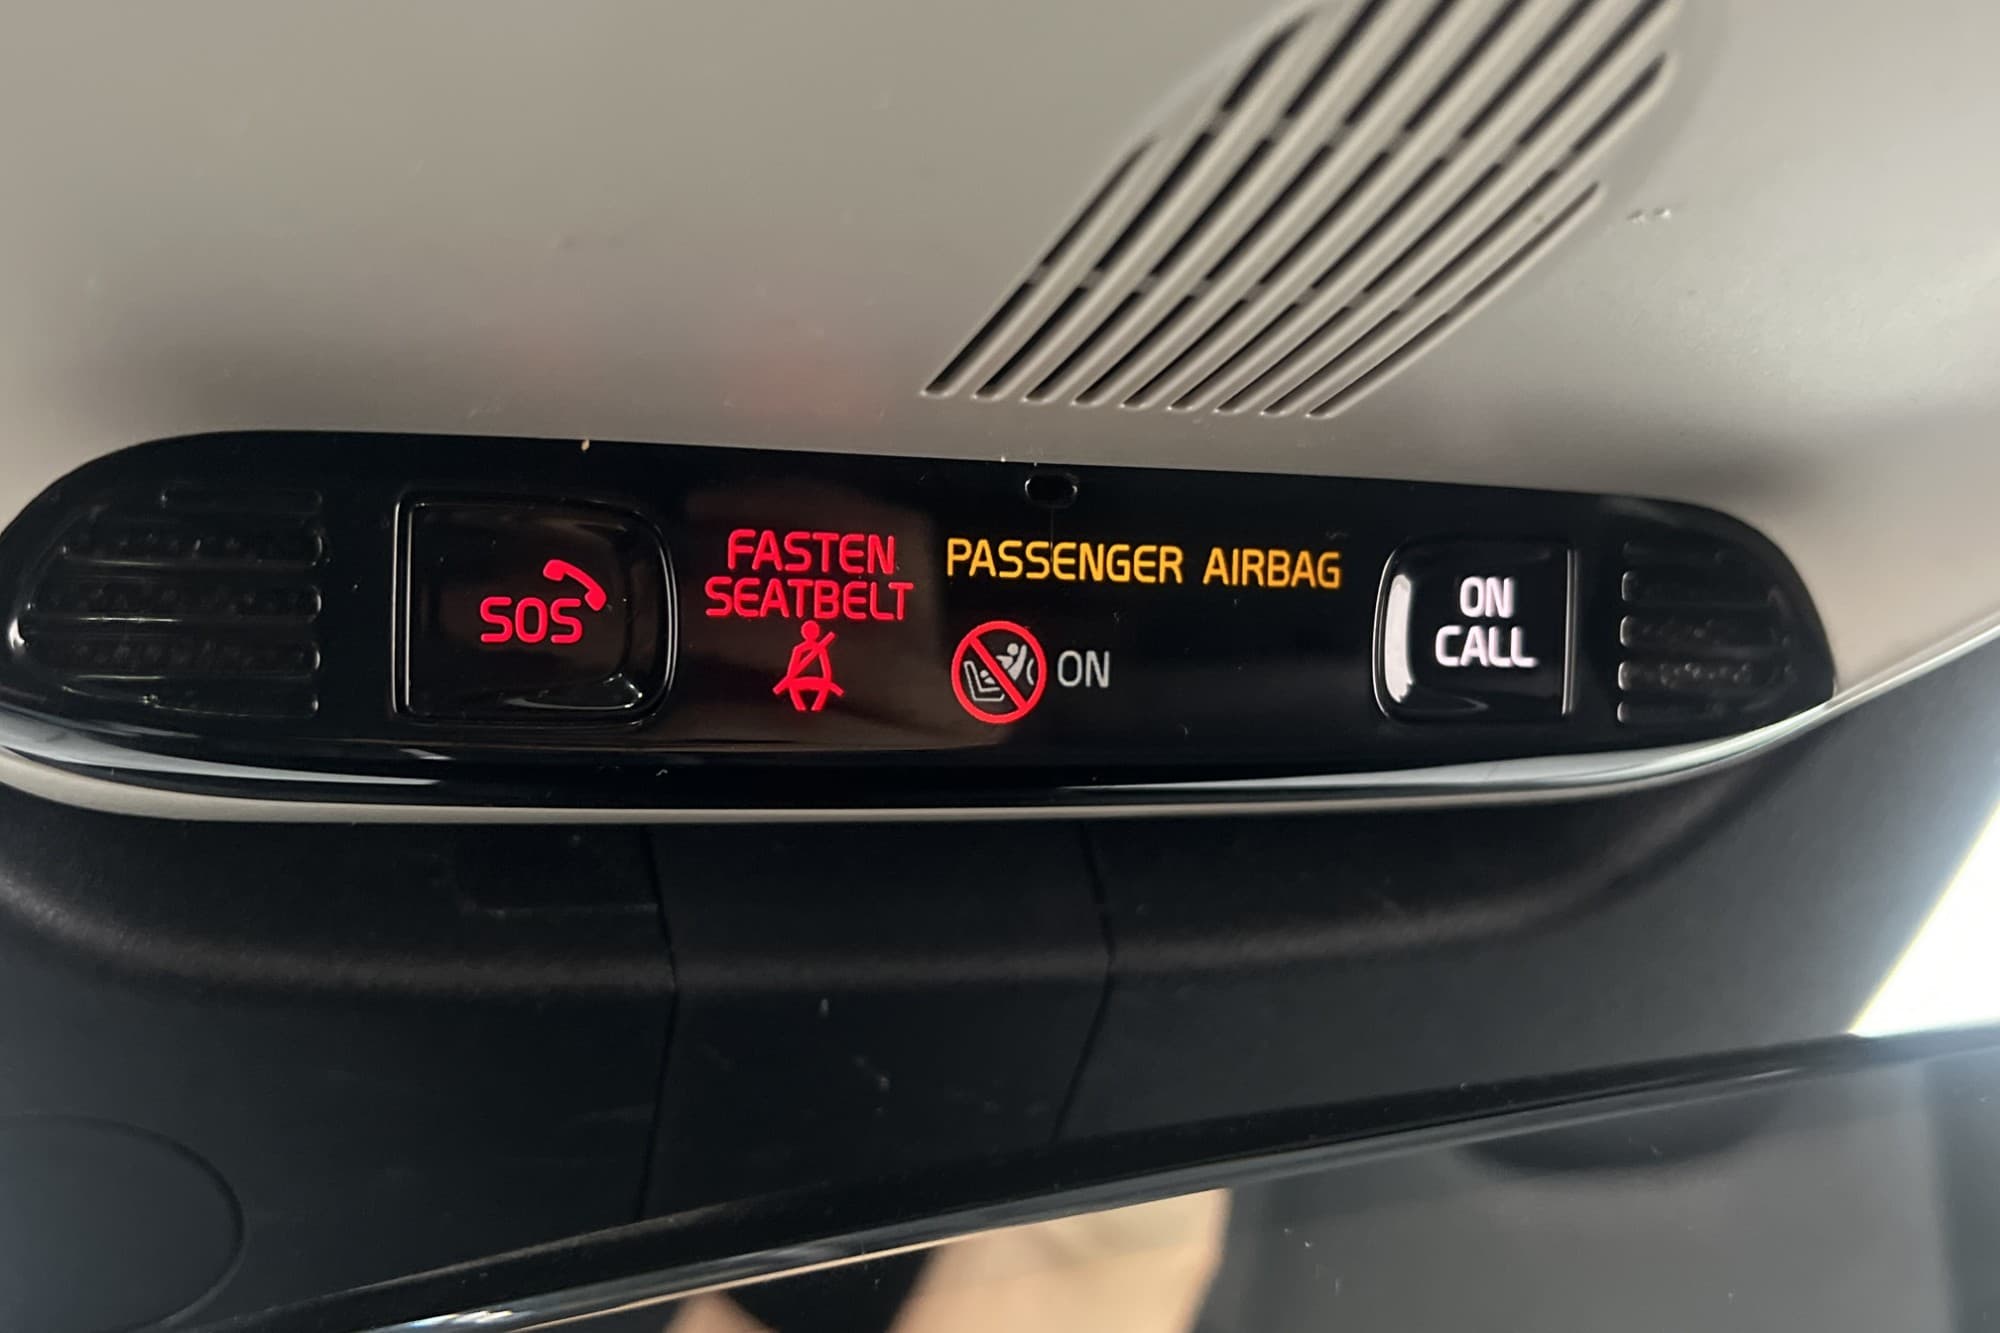 SOS
FASTEN
SEATBELT
PASSENGER AIRBAG
ON
ON
CALL